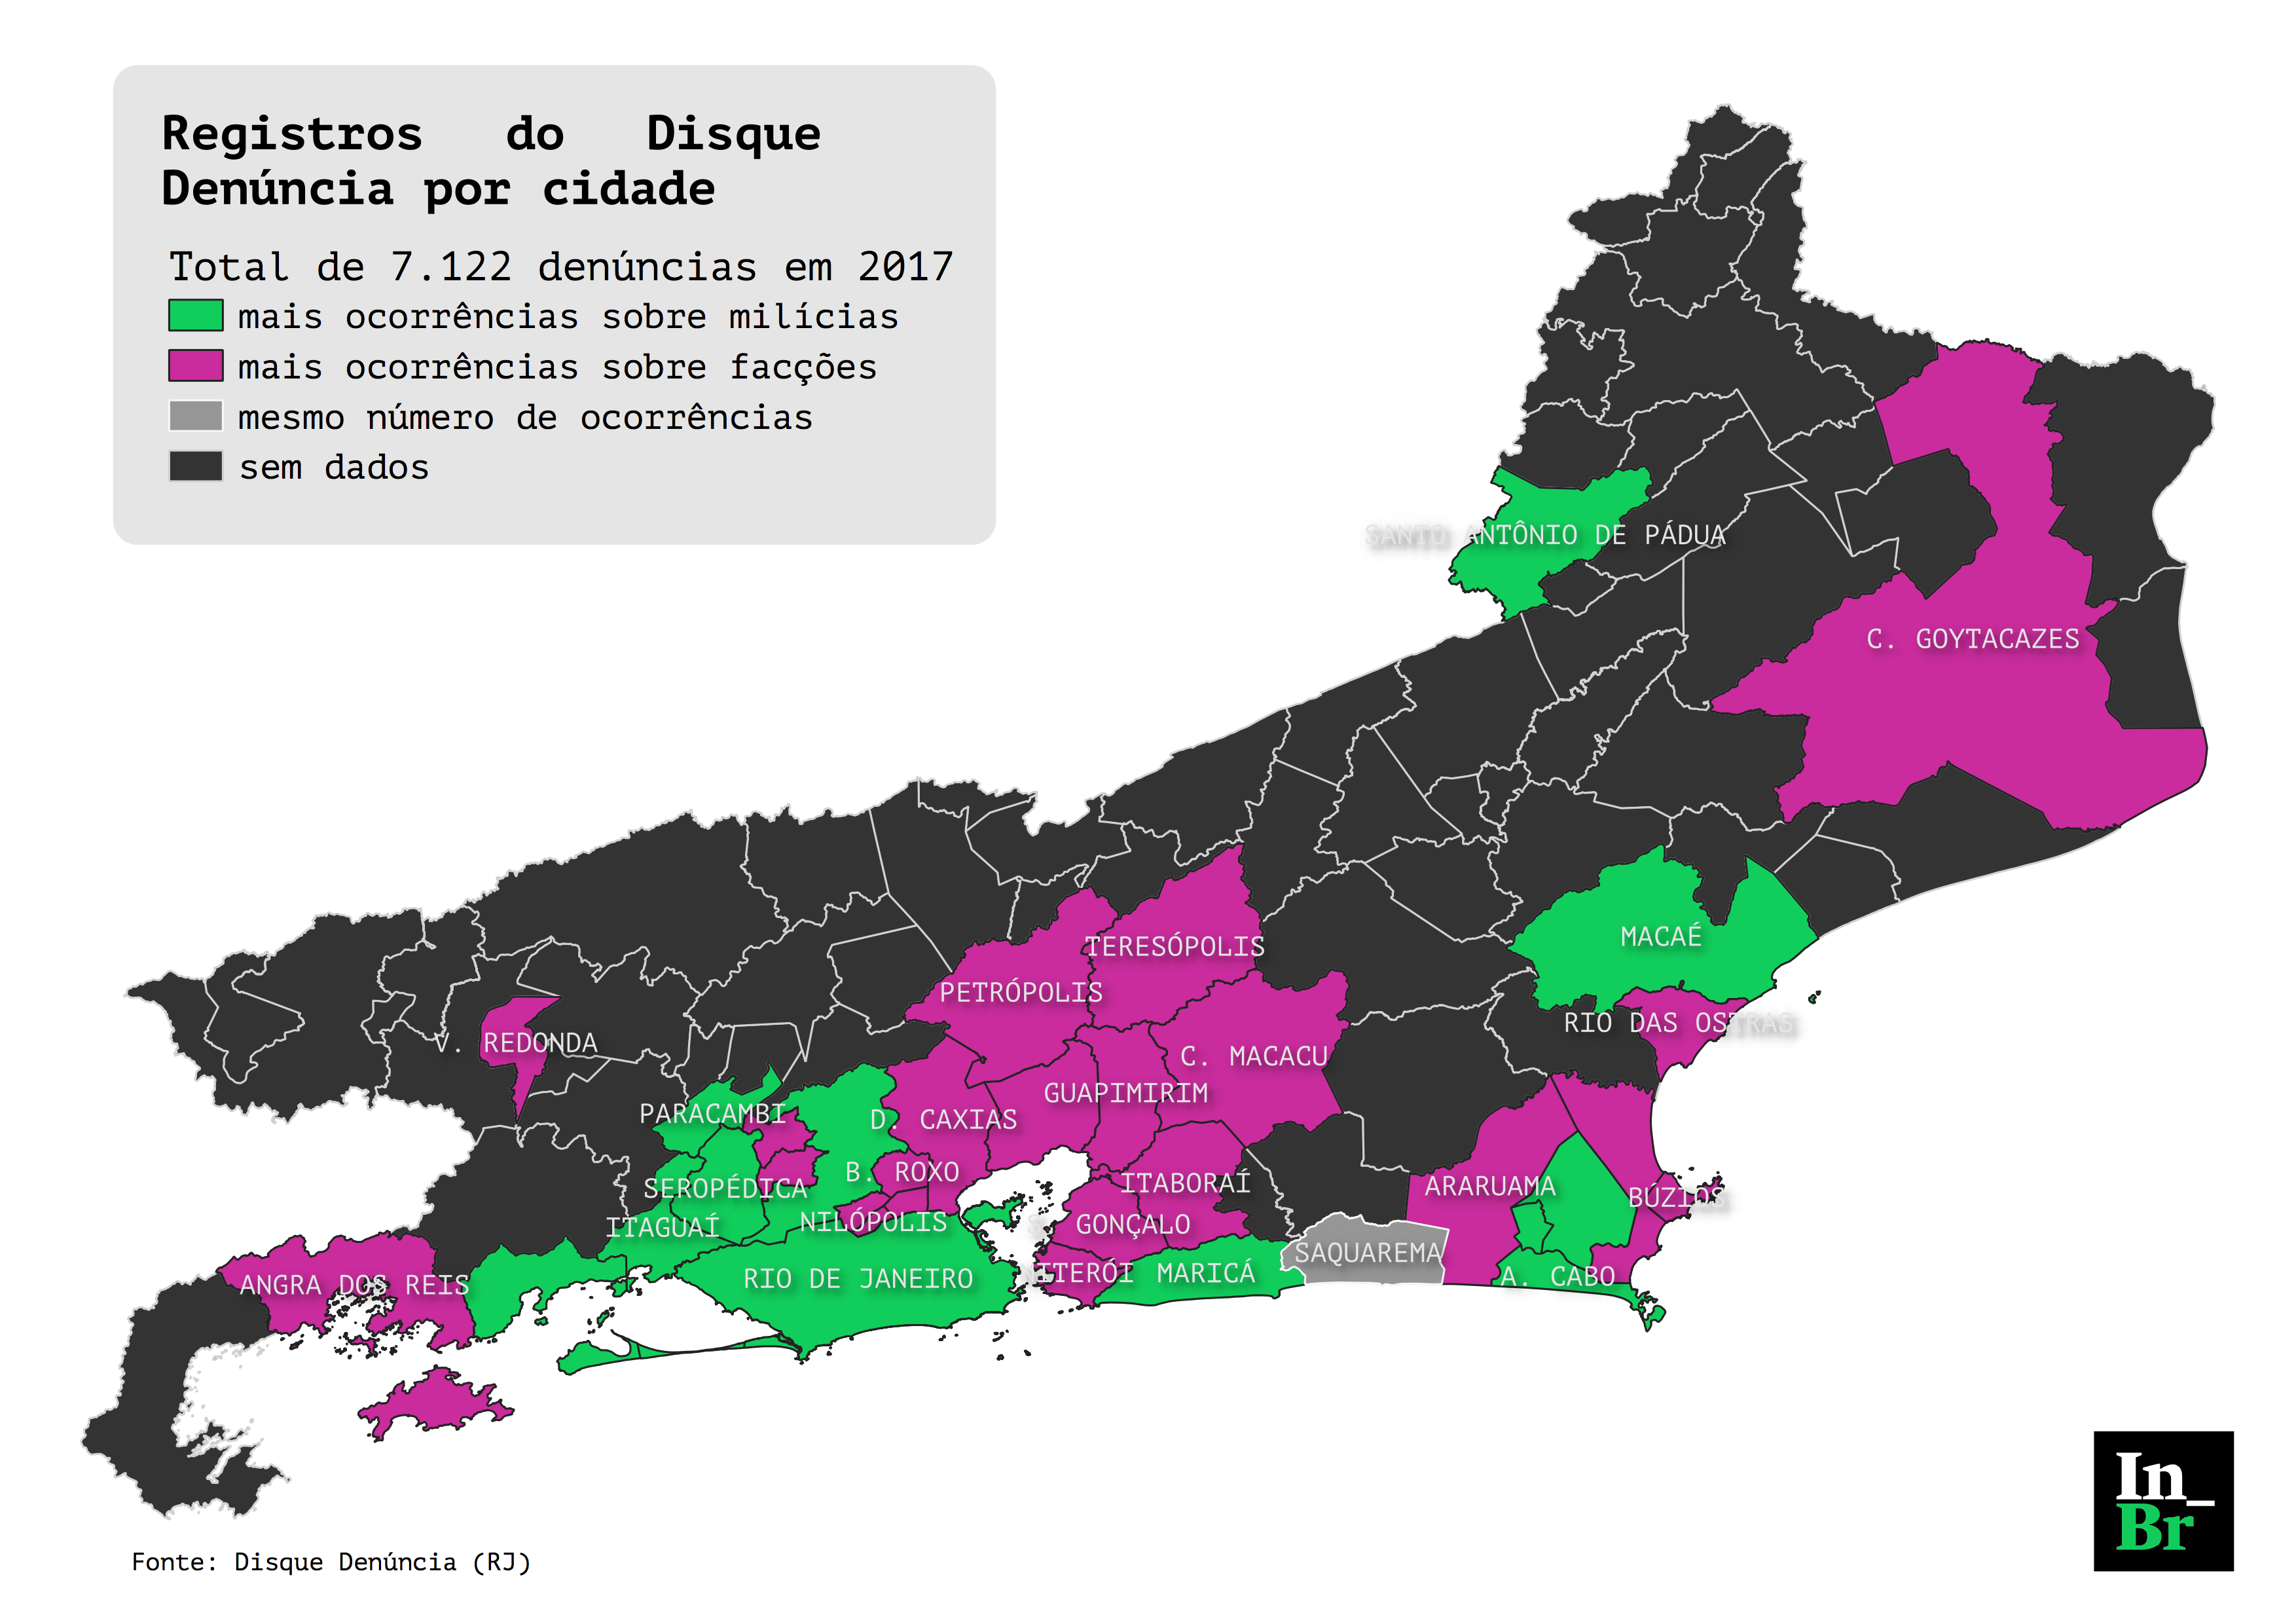 Registros do Disque
Denúncia por cidade
Total de 7.122 denúncias em 2017
mais ocorrências sobre milícias
mais ocorrências sobre facções
mesmo número de ocorrências
sem dados
SANTO ANTÔNIO DE PÁDUA
C. GOYTACAZES
MACAÉ
TERESÓPOLIS
PETRÓPOLIS
RIO DAS OSTRAS
V. REDONDA
C. MACACU
GUAPIMIRIM
PARACAMBI
D. CAXIAS
B. ROXO
ITABORAÍ
SEROPÉDICA
ARARUAMA
BÚZIOS
NILÓPOLIS
ITAGUAÍ
S. GONÇALO
SAQUAREMA
NITERÓI
MARICÁ
A. CABO
RIO DE JANEIRO
ANGRA DOS REIS
In_
Br
Fonte: Disque Denúncia (RJ)